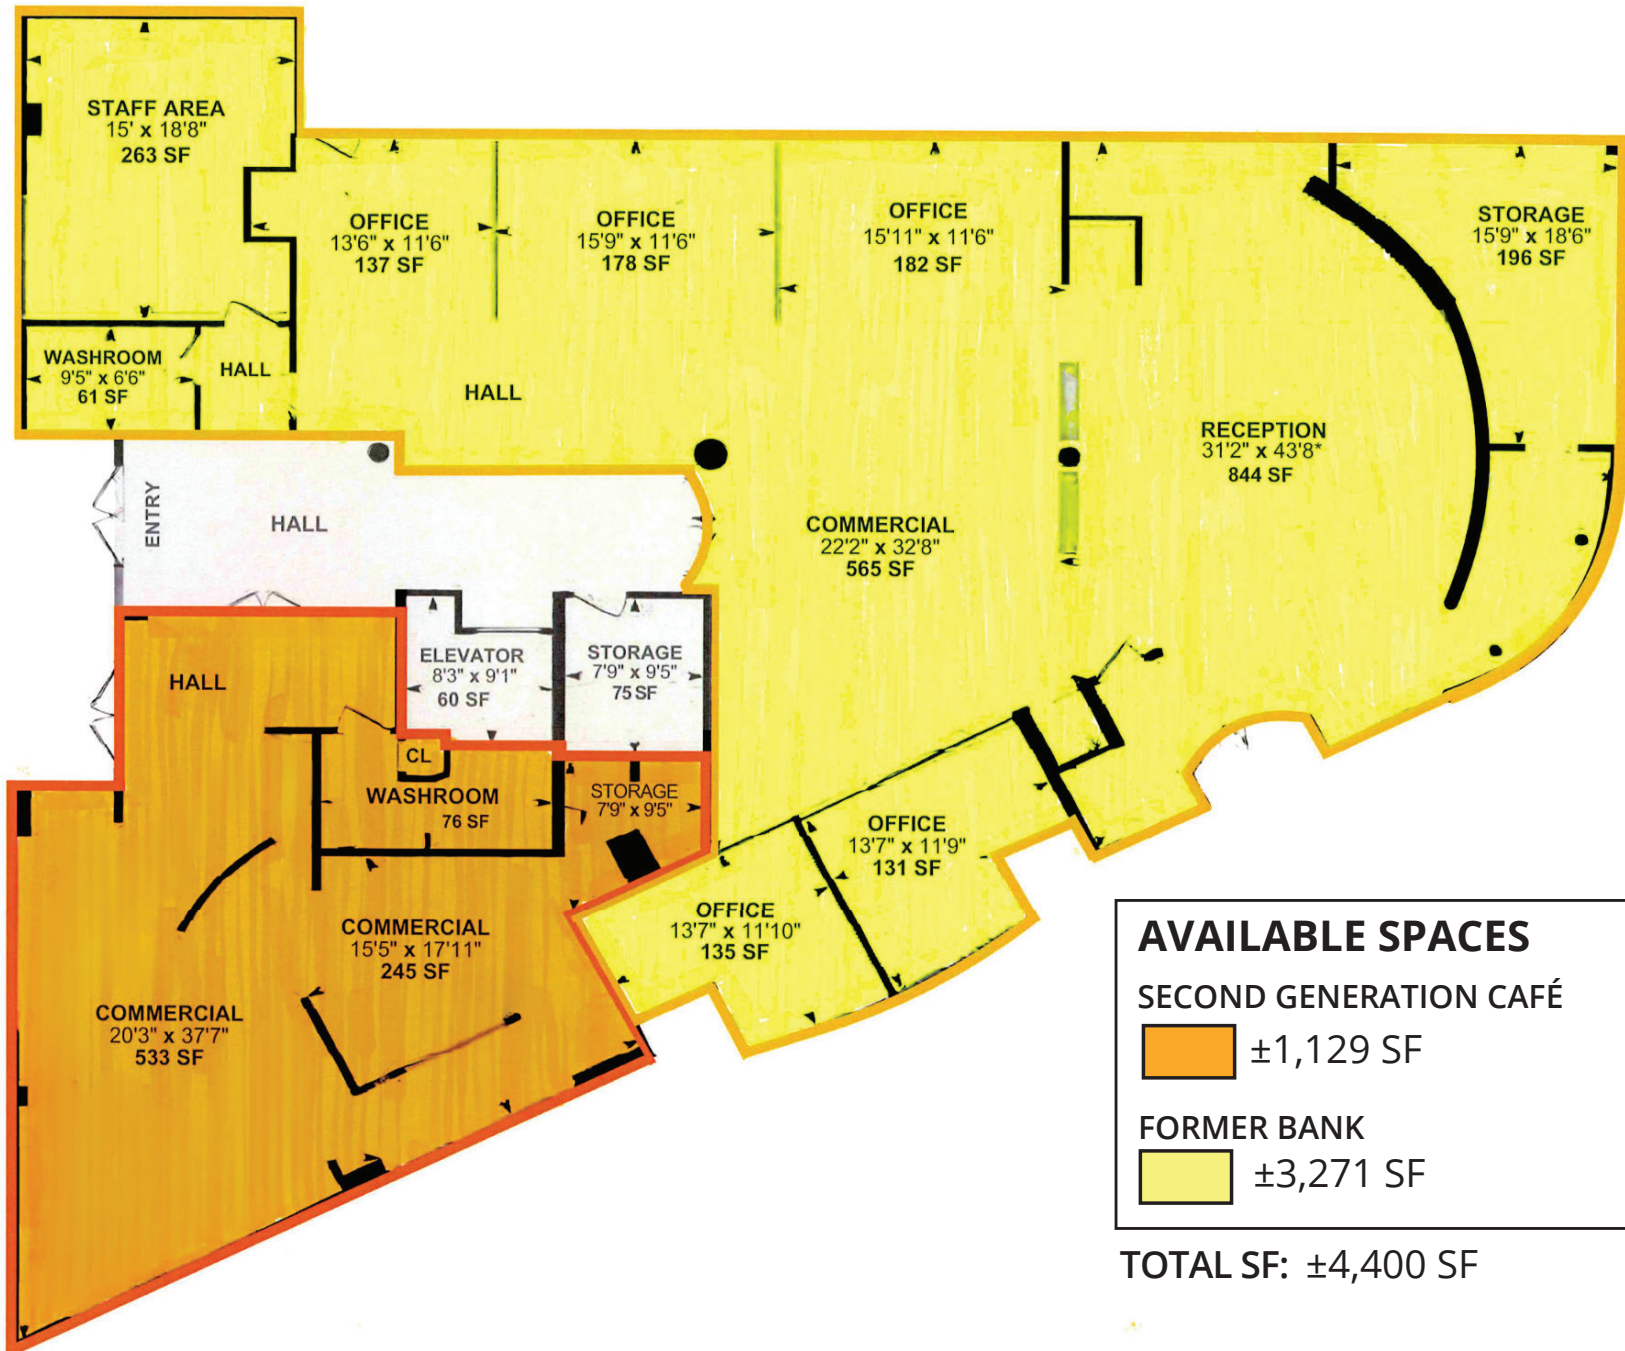 STAFF AREA
15' x 18'8"
263 SF
OFFICE
13'6" x 11'6"
137 SF
OFFICE
15'9" x 11'6"
178 SF
OFFICE
15'11" x 11'6"
182 SF
STORAGE
15'9" x 18'6"
196 SF
WASHROOM
9'5" x 6'6"
61 SF
HALL
HALL
RECEPTION
31'2" x 43'8*
844 SF
ENTRY
HALL
COMMERCIAL
22'2" x 32'8"
565 SF
ELEVATOR
8'3" x 9'1"
60 SF
STORAGE
7'9" x 9'5"
75 SF
HALL
CL
WASHROOM
76 SF
STORAGE
7'9" x 9'5"
OFFICE
13'7" x 11'9"
131 SF
OFFICE
13'7" x 11'10"
135 SF
COMMERCIAL
15'5" x 17'11"
245 SF
COMMERCIAL
20'3" x 37'7"
533 SF
AVAILABLE SPACES
SECOND GENERATION CAFÉ
±1,129 SF
FORMER BANK
±3,271 SF
TOTAL SF: ±4,400 SF